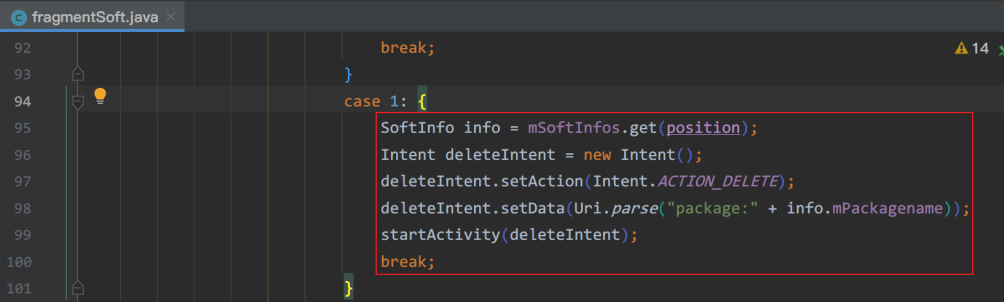 fragmentSoft.java
92 break;
14
93 }
94 case 1: {
95 SoftInfo info = mSoftInfos.get(position);
96 Intent deleteIntent = new Intent();
97 deleteIntent.setAction(Intent.ACTION_DELETE);
98 deleteIntent.setData(Uri.parse("package:" + info.mPackagename));
99 startActivity(deleteIntent);
100 break;
101 }